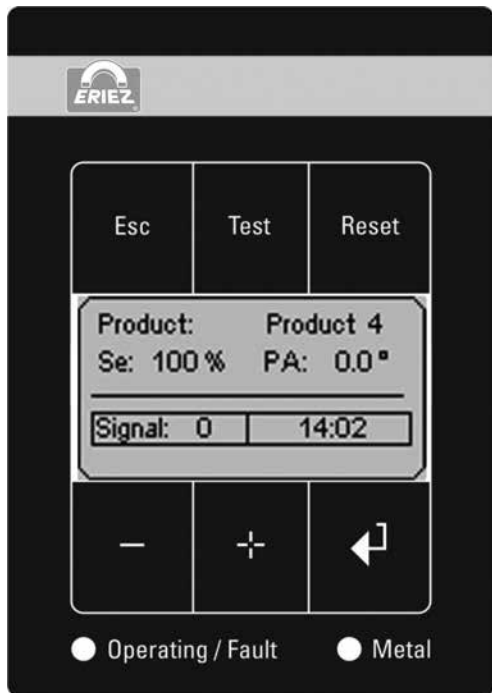 ERIEZ
Esc Test Reset
Product: Product 4
Se: 100 % PA: 0.0 °
Signal: 0 14:02
− + ↵
Operating / Fault Metal